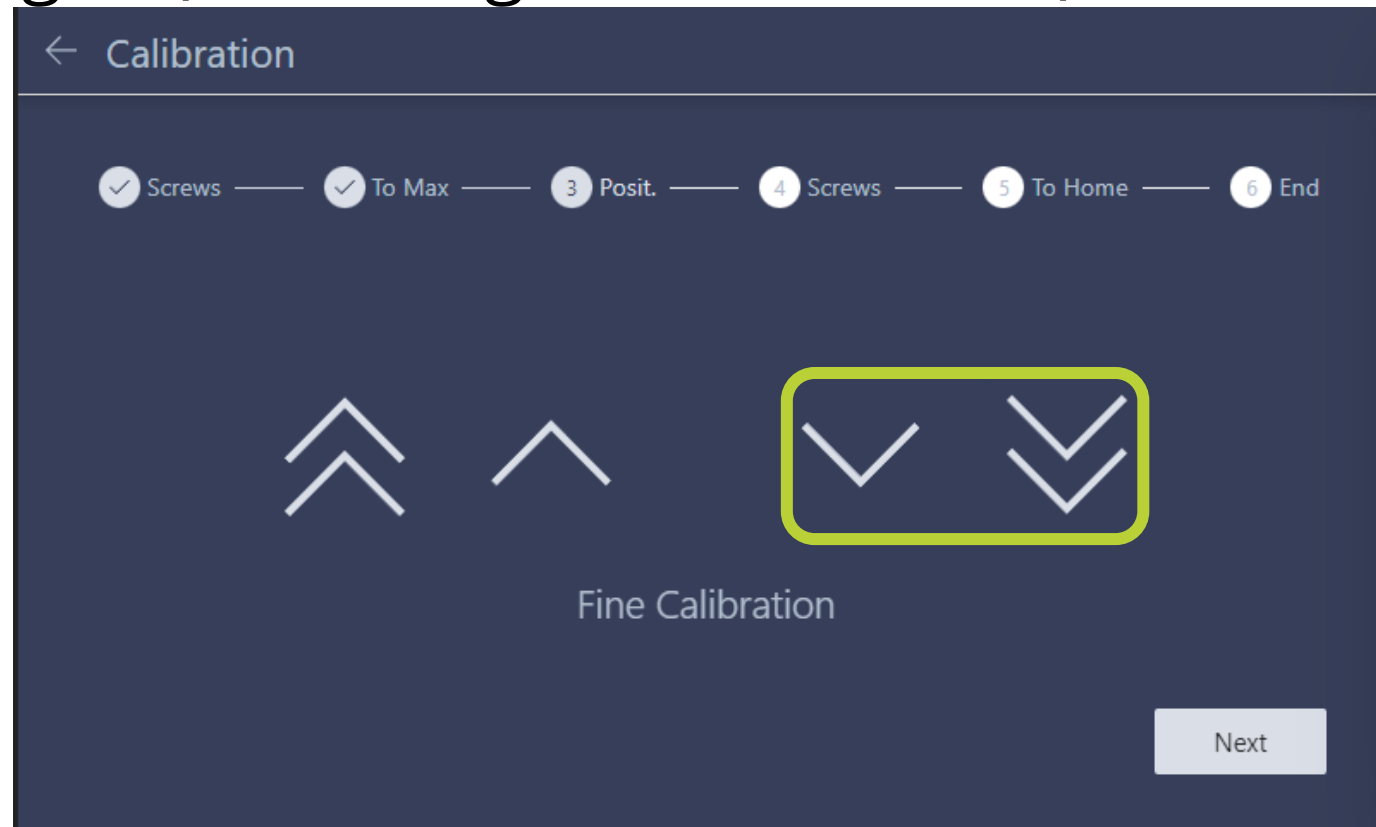 Calibration
Screws To Max 3 Posit. 4 Screws 5 To Home 6 End
Fine Calibration
Next